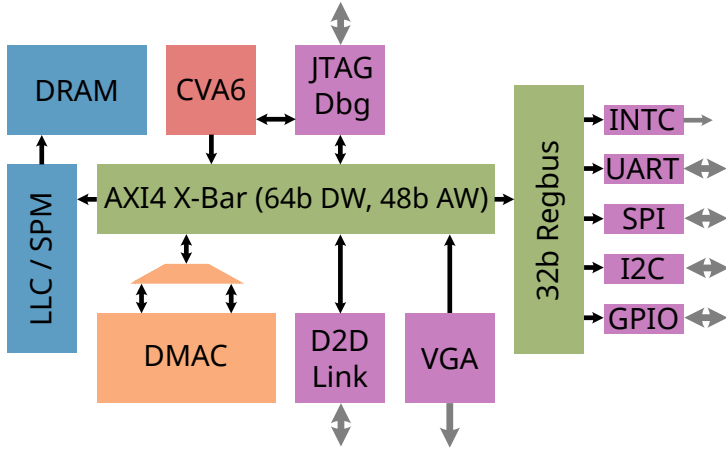 DRAM
CVA6
JTAG
Dbg
LLC / SPM
AXI4 X-Bar (64b DW, 48b AW)
32b Regbus
INTC
UART
SPI
I2C
GPIO
DMAC
D2D
Link
VGA